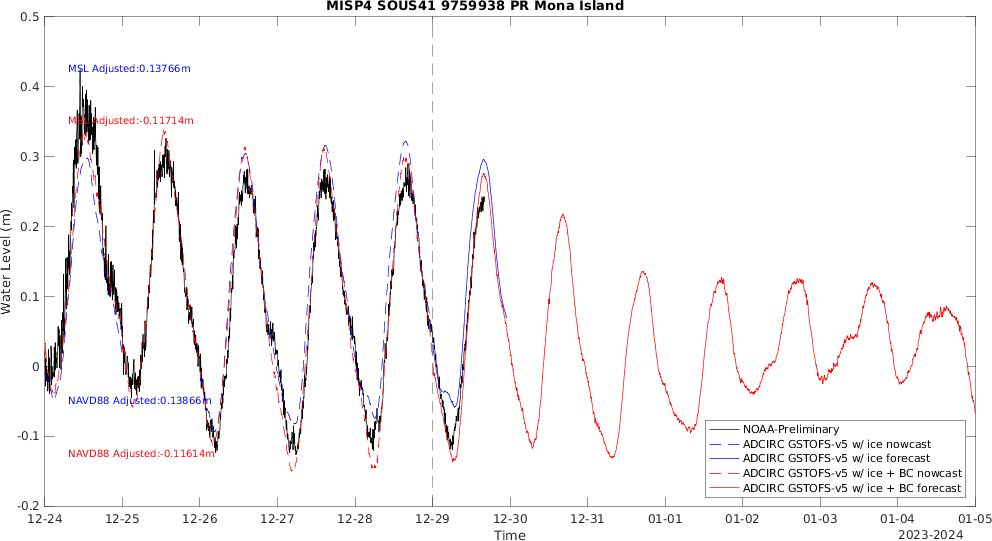 MISP4 SOUS41 9759938 PR Mona Island
0.5
0.4
0.3
0.2
0.1
0
-0.1
-0.2
Water Level (m)
MSL Adjusted:0.13766m
MSL Adjusted:-0.11714m
NAVD88 Adjusted:0.13866m
NAVD88 Adjusted:-0.11614m
NOAA-Preliminary
ADCIRC GSTOFS-v5 w/ ice nowcast
ADCIRC GSTOFS-v5 w/ ice forecast
ADCIRC GSTOFS-v5 w/ ice + BC nowcast
ADCIRC GSTOFS-v5 w/ ice + BC forecast
12-24 12-25 12-26 12-27 12-28 12-29 12-30 12-31 01-01 01-02 01-03 01-04 01-05
Time
2023-2024